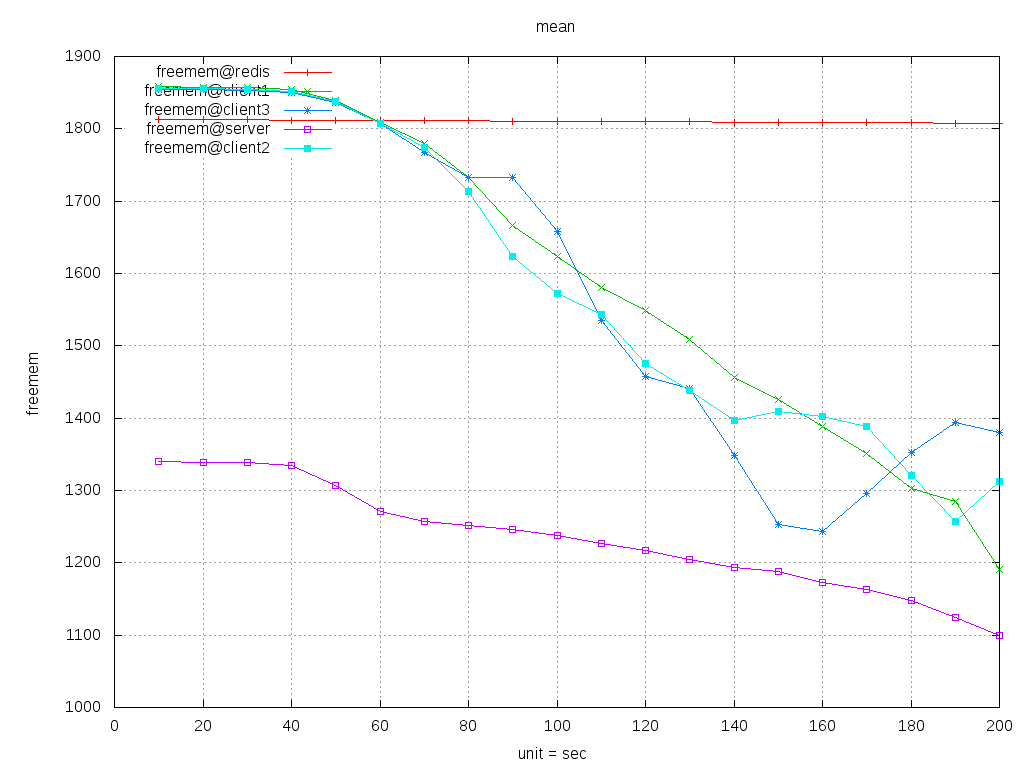 mean
1900
1800
1700
1600
1500
1400
1300
1200
1100
1000
freemem
freemem@redis
freemem@client1
freemem@client3
freemem@server
freemem@client2
0 20 40 60 80 100 120 140 160 180 200
unit = sec